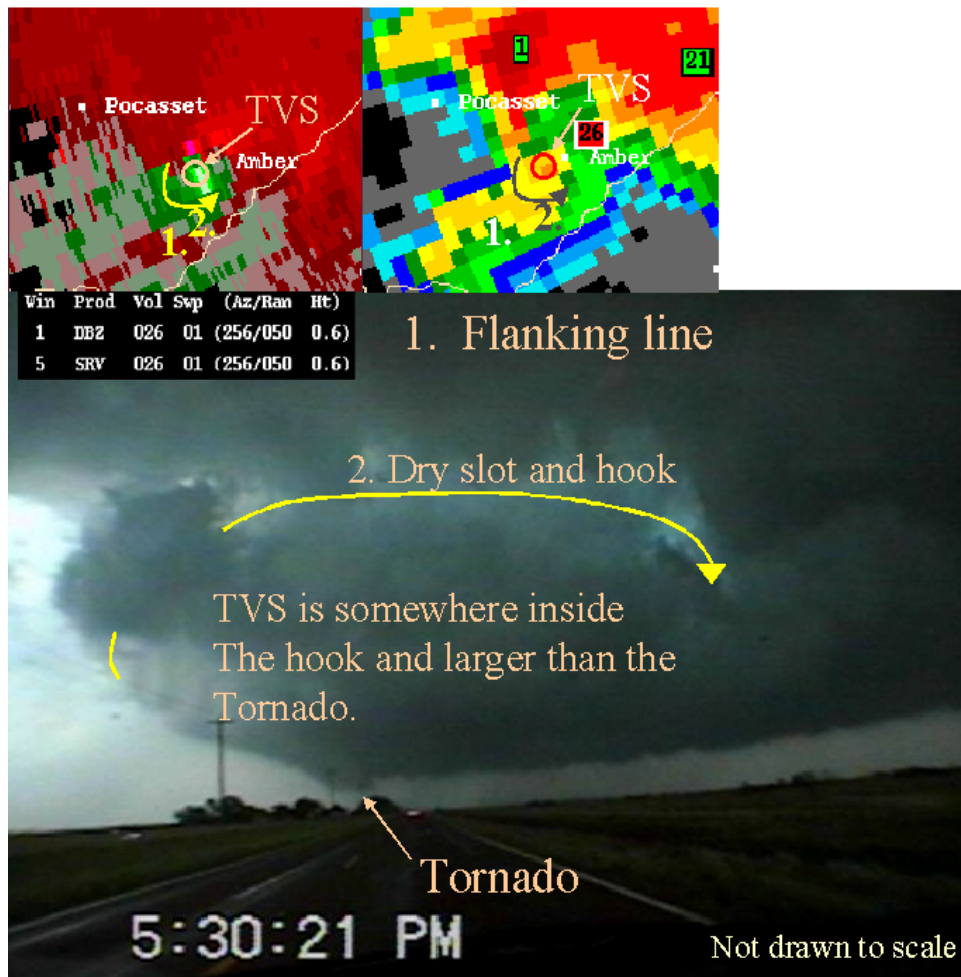 Pocasset
TVS
Amber
2.
1.
1
21
Pocasset
TVS
26
Amber
1.
2.
Win Prod Vol Swp (Az/Ran Ht)
1 DBZ 026 01 (256/050 0.6)
5 SRV 026 01 (256/050 0.6)
1. Flanking line
2. Dry slot and hook
TVS is somewhere inside
The hook and larger than the
Tornado.
Tornado
5:30:21 PM
Not drawn to scale